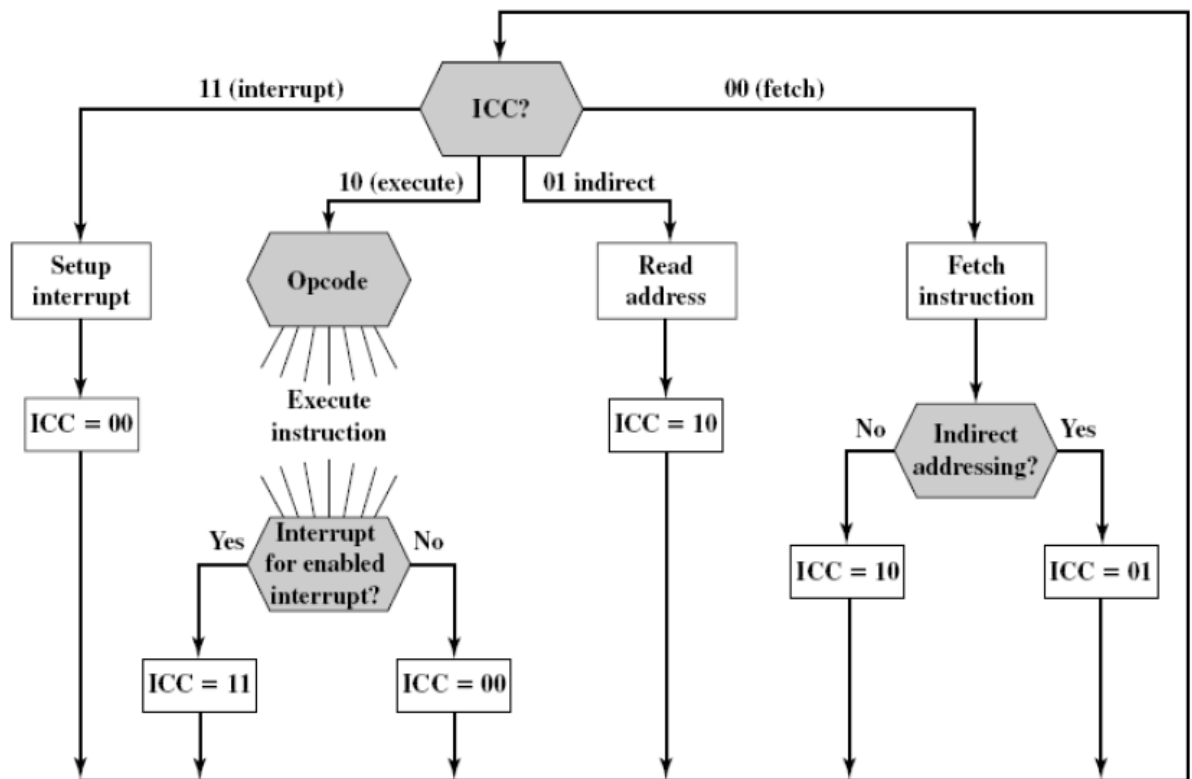 11 (interrupt)
ICC?
00 (fetch)
10 (execute)
01 indirect
Setup
interrupt
Opcode
Read
address
Fetch
instruction
ICC = 00
Execute
instruction
ICC = 10
No
Indirect
addressing?
Yes
Yes
Interrupt
for enabled
interrupt?
No
ICC = 10
ICC = 01
ICC = 11
ICC = 00